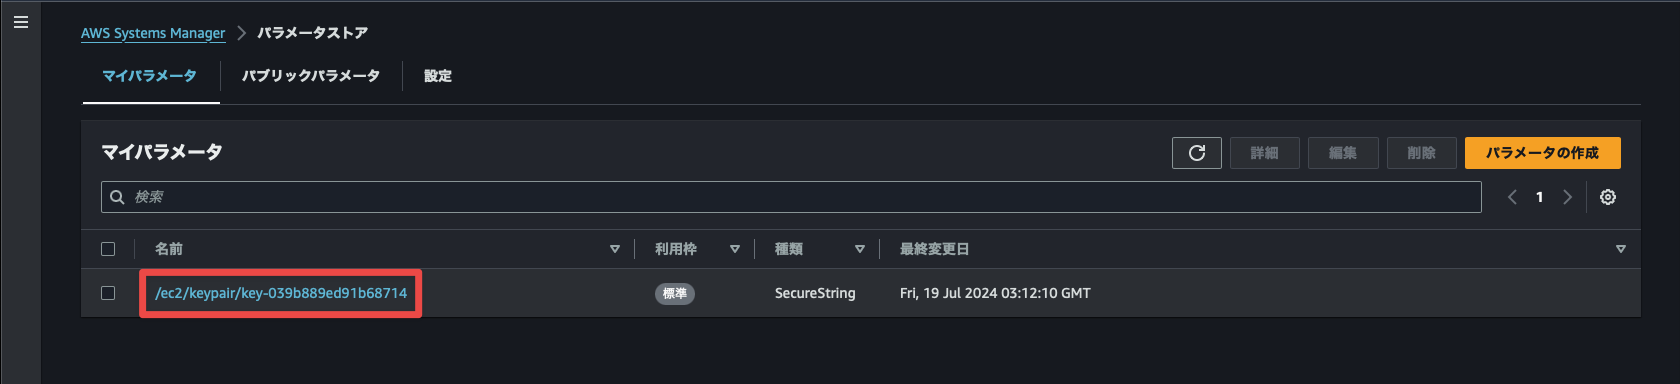 AWS Systems Manager > パラメータストア
マイパラメータ パブリックパラメータ 設定
マイパラメータ 詳細 編集 削除 パラメータの作成
検索 1
名前 利用枠 種類 最終変更日
/ec2/keypair/key-039b889ed91b68714 標準 SecureString Fri, 19 Jul 2024 03:12:10 GMT